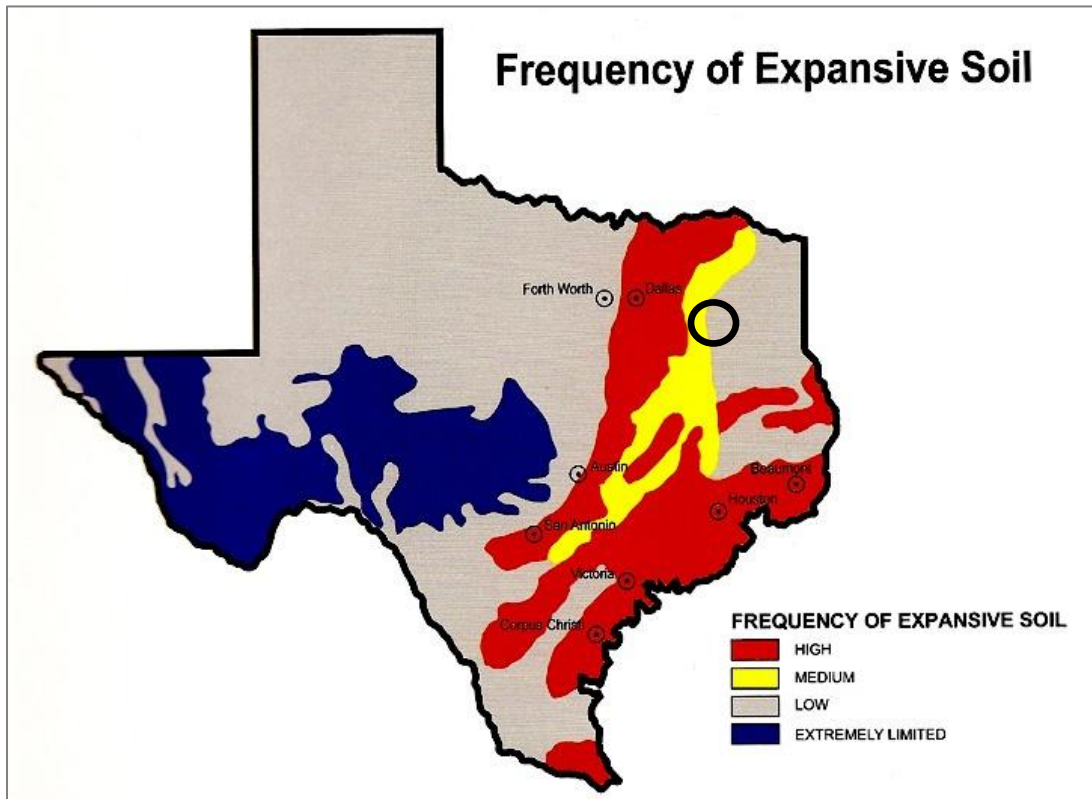 Frequency of Expansive Soil
Forth Worth
Dallas
Austin
Beaumont
Houston
San Antonio
Victoria
Corpus Christi
FREQUENCY OF EXPANSIVE SOIL
HIGH
MEDIUM
LOW
EXTREMELY LIMITED